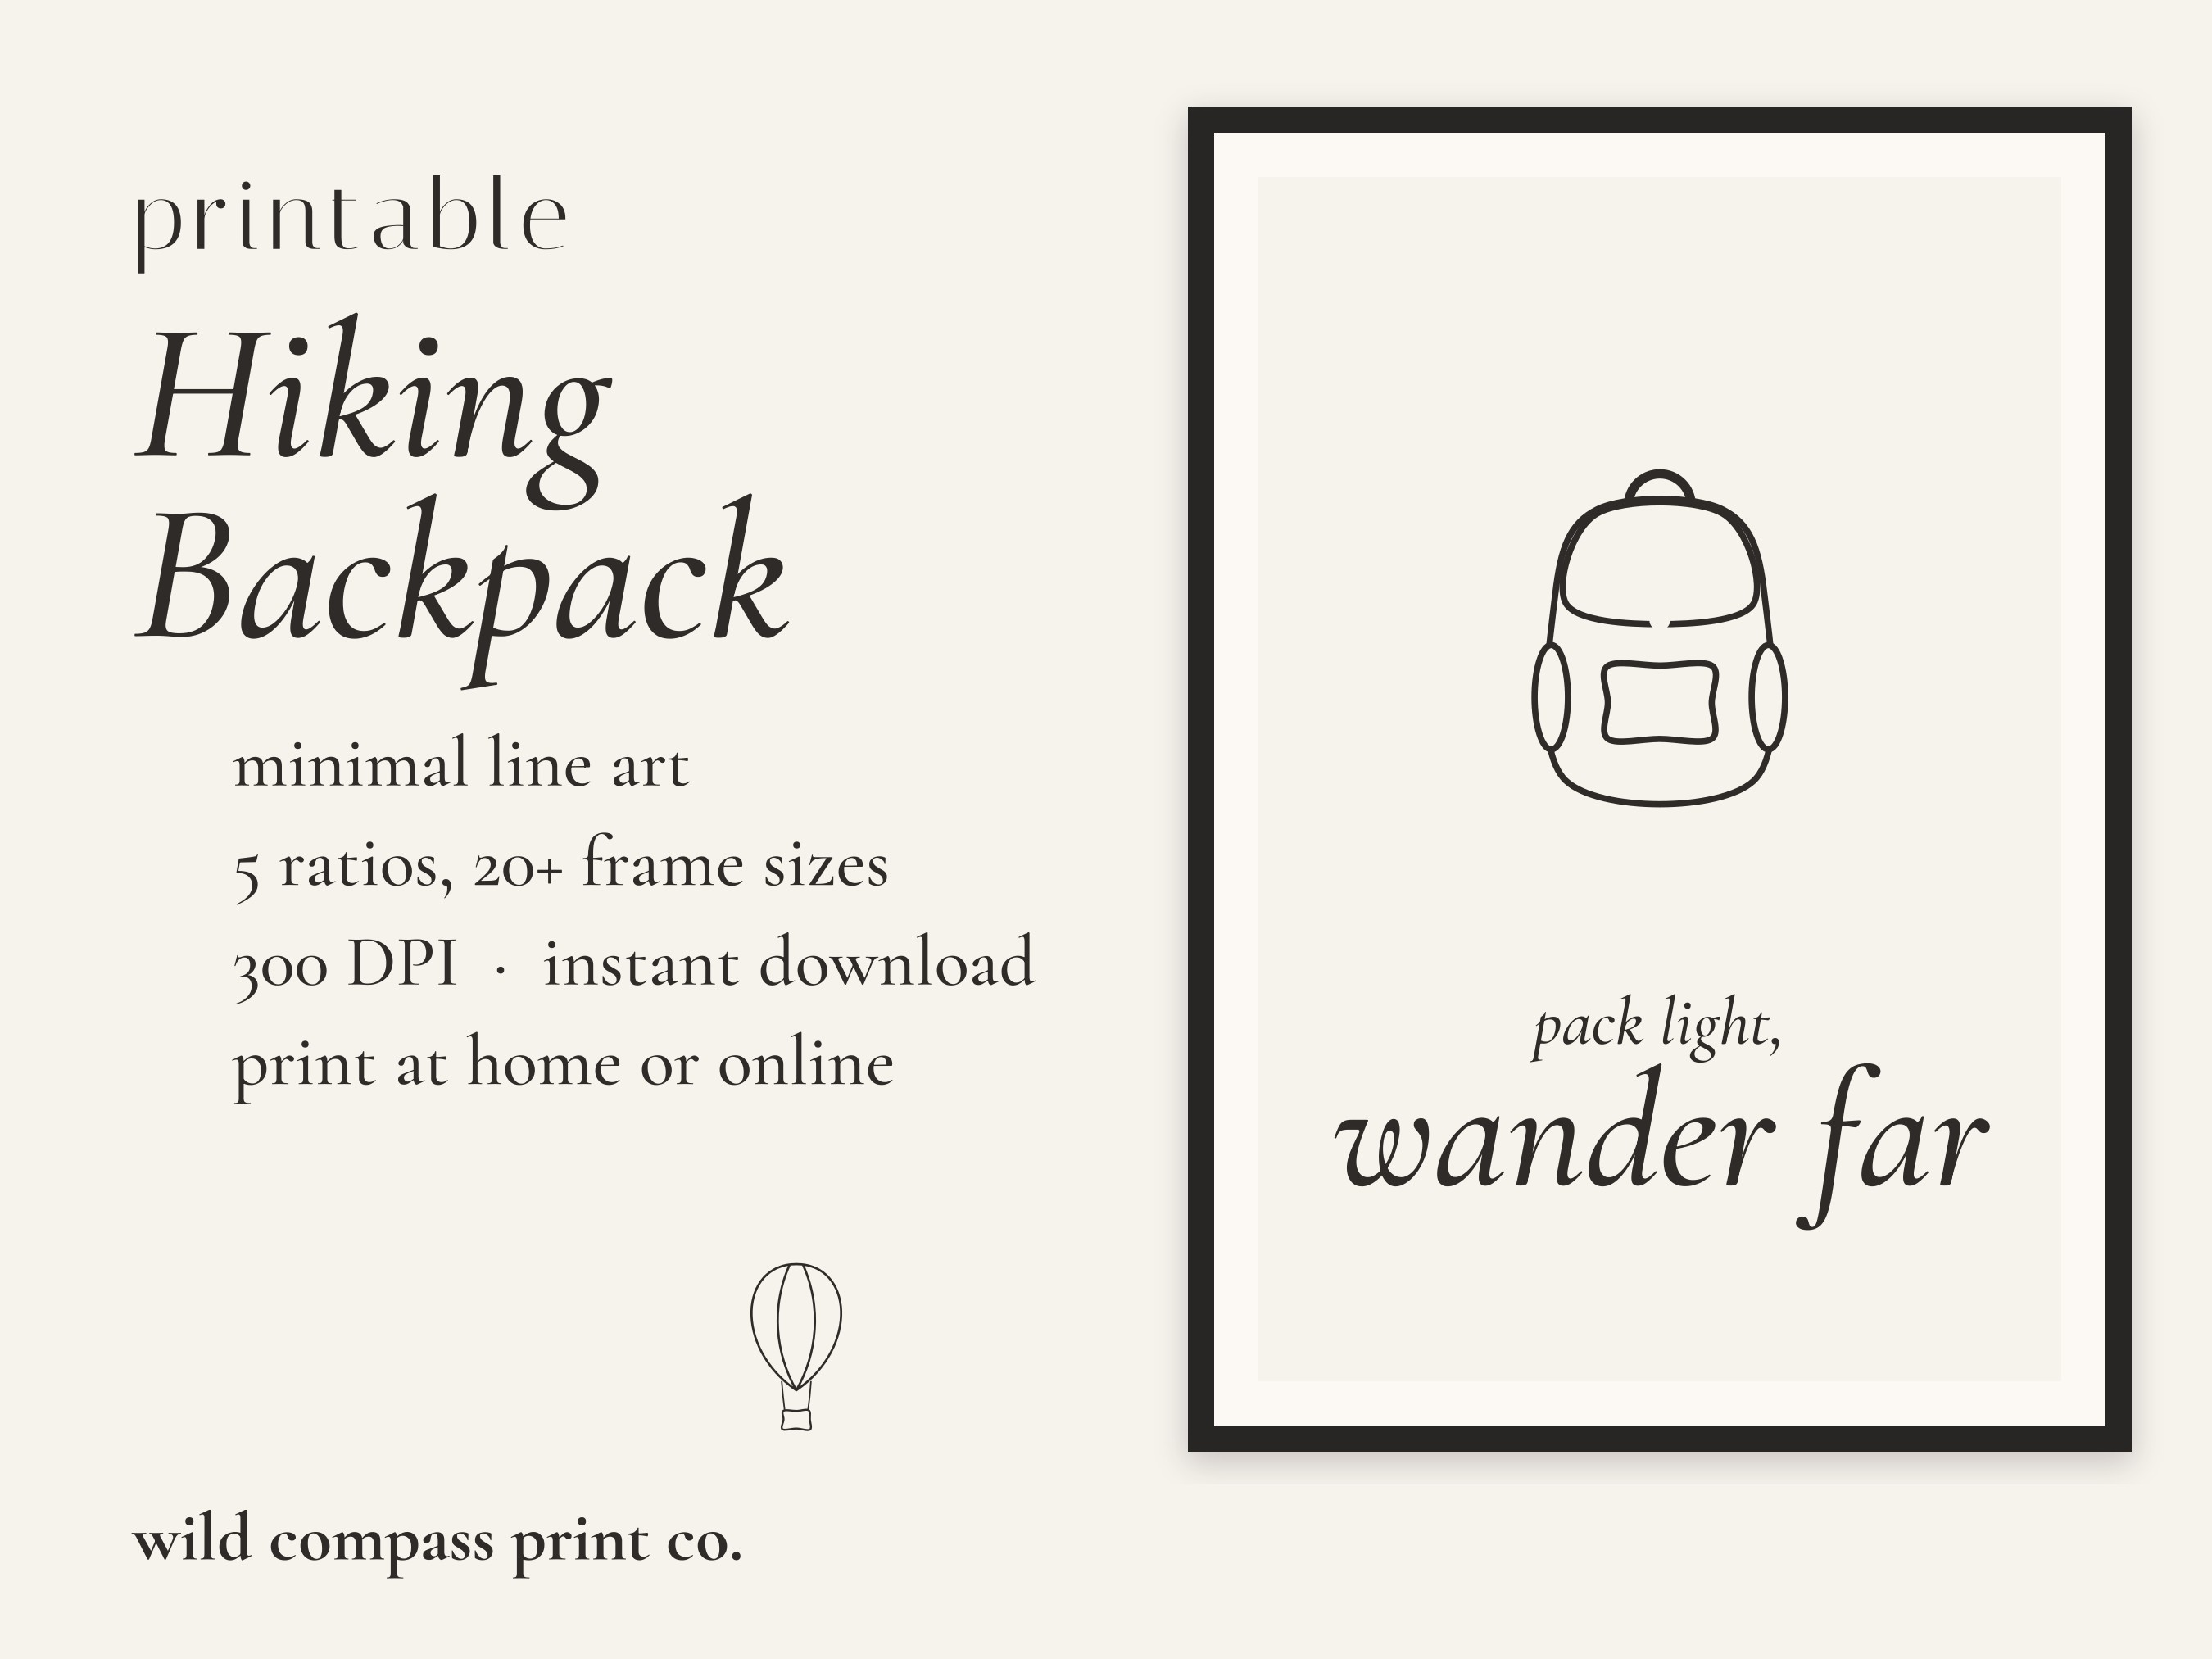 printable
Hiking
Backpack
minimal line art
5 ratios, 20+ frame sizes
300 DPI · instant download
print at home or online
wild compass print co.
pack light,
wander far